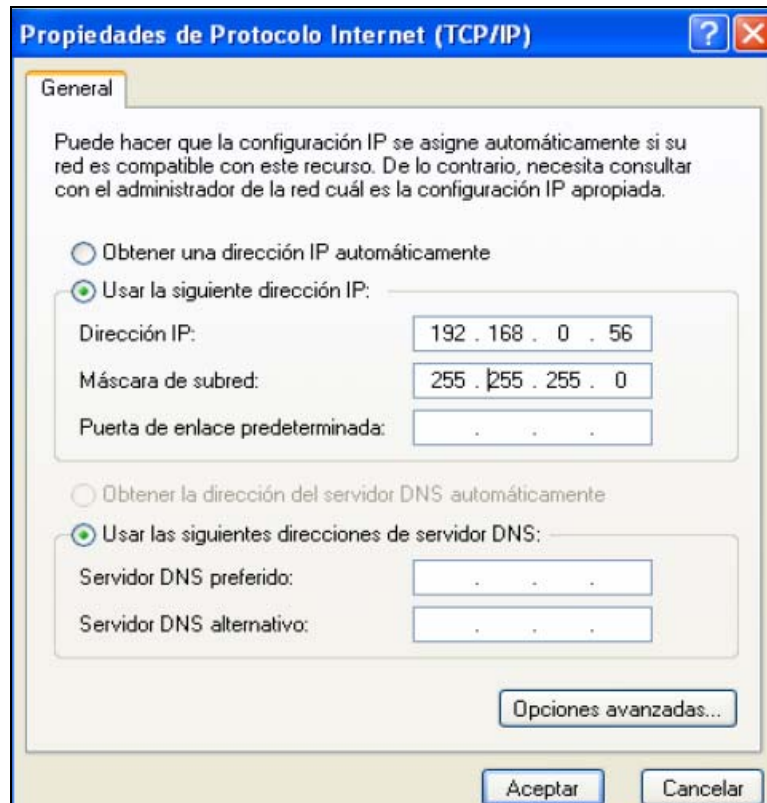 Propiedades de Protocolo Internet (TCP/IP)
General
Puede hacer que la configuración IP se asigne automáticamente si su
red es compatible con este recurso. De lo contrario, necesita consultar
con el administrador de la red cuál es la configuración IP apropiada.
Obtener una dirección IP automáticamente
Usar la siguiente dirección IP:
Dirección IP: 192 . 168 . 0 . 56
Máscara de subred: 255 . 255 . 255 . 0
Puerta de enlace predeterminada: . . .
Obtener la dirección del servidor DNS automáticamente
Usar las siguientes direcciones de servidor DNS:
Servidor DNS preferido: . . .
Servidor DNS alternativo: . . .
Opciones avanzadas...
Aceptar Cancelar